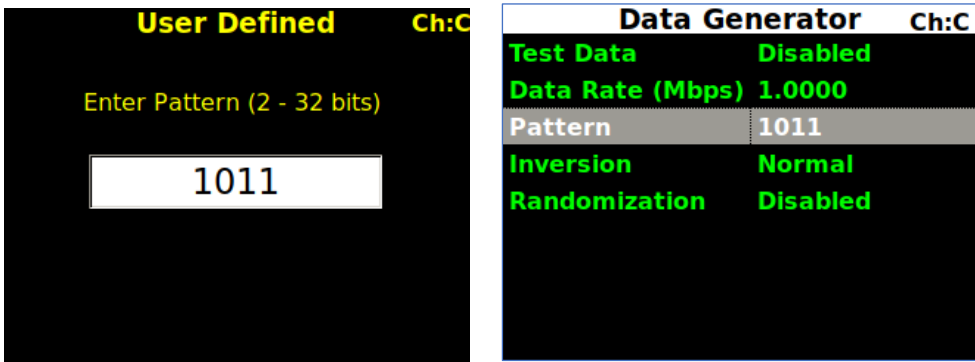 User Defined Ch:C
Enter Pattern (2 - 32 bits)
1011
Data Generator Ch:C
Test Data Disabled
Data Rate (Mbps) 1.0000
Pattern 1011
Inversion Normal
Randomization Disabled